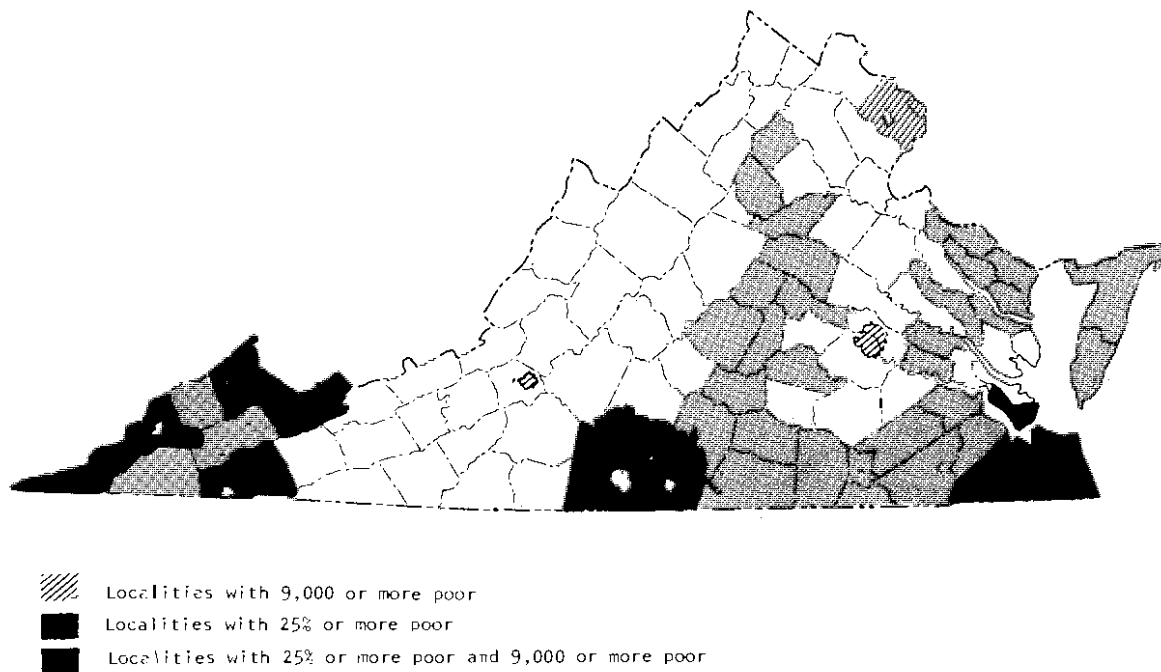 Localities with 9,000 or more poor
Localities with 25% or more poor
Localities with 25% or more poor and 9,000 or more poor